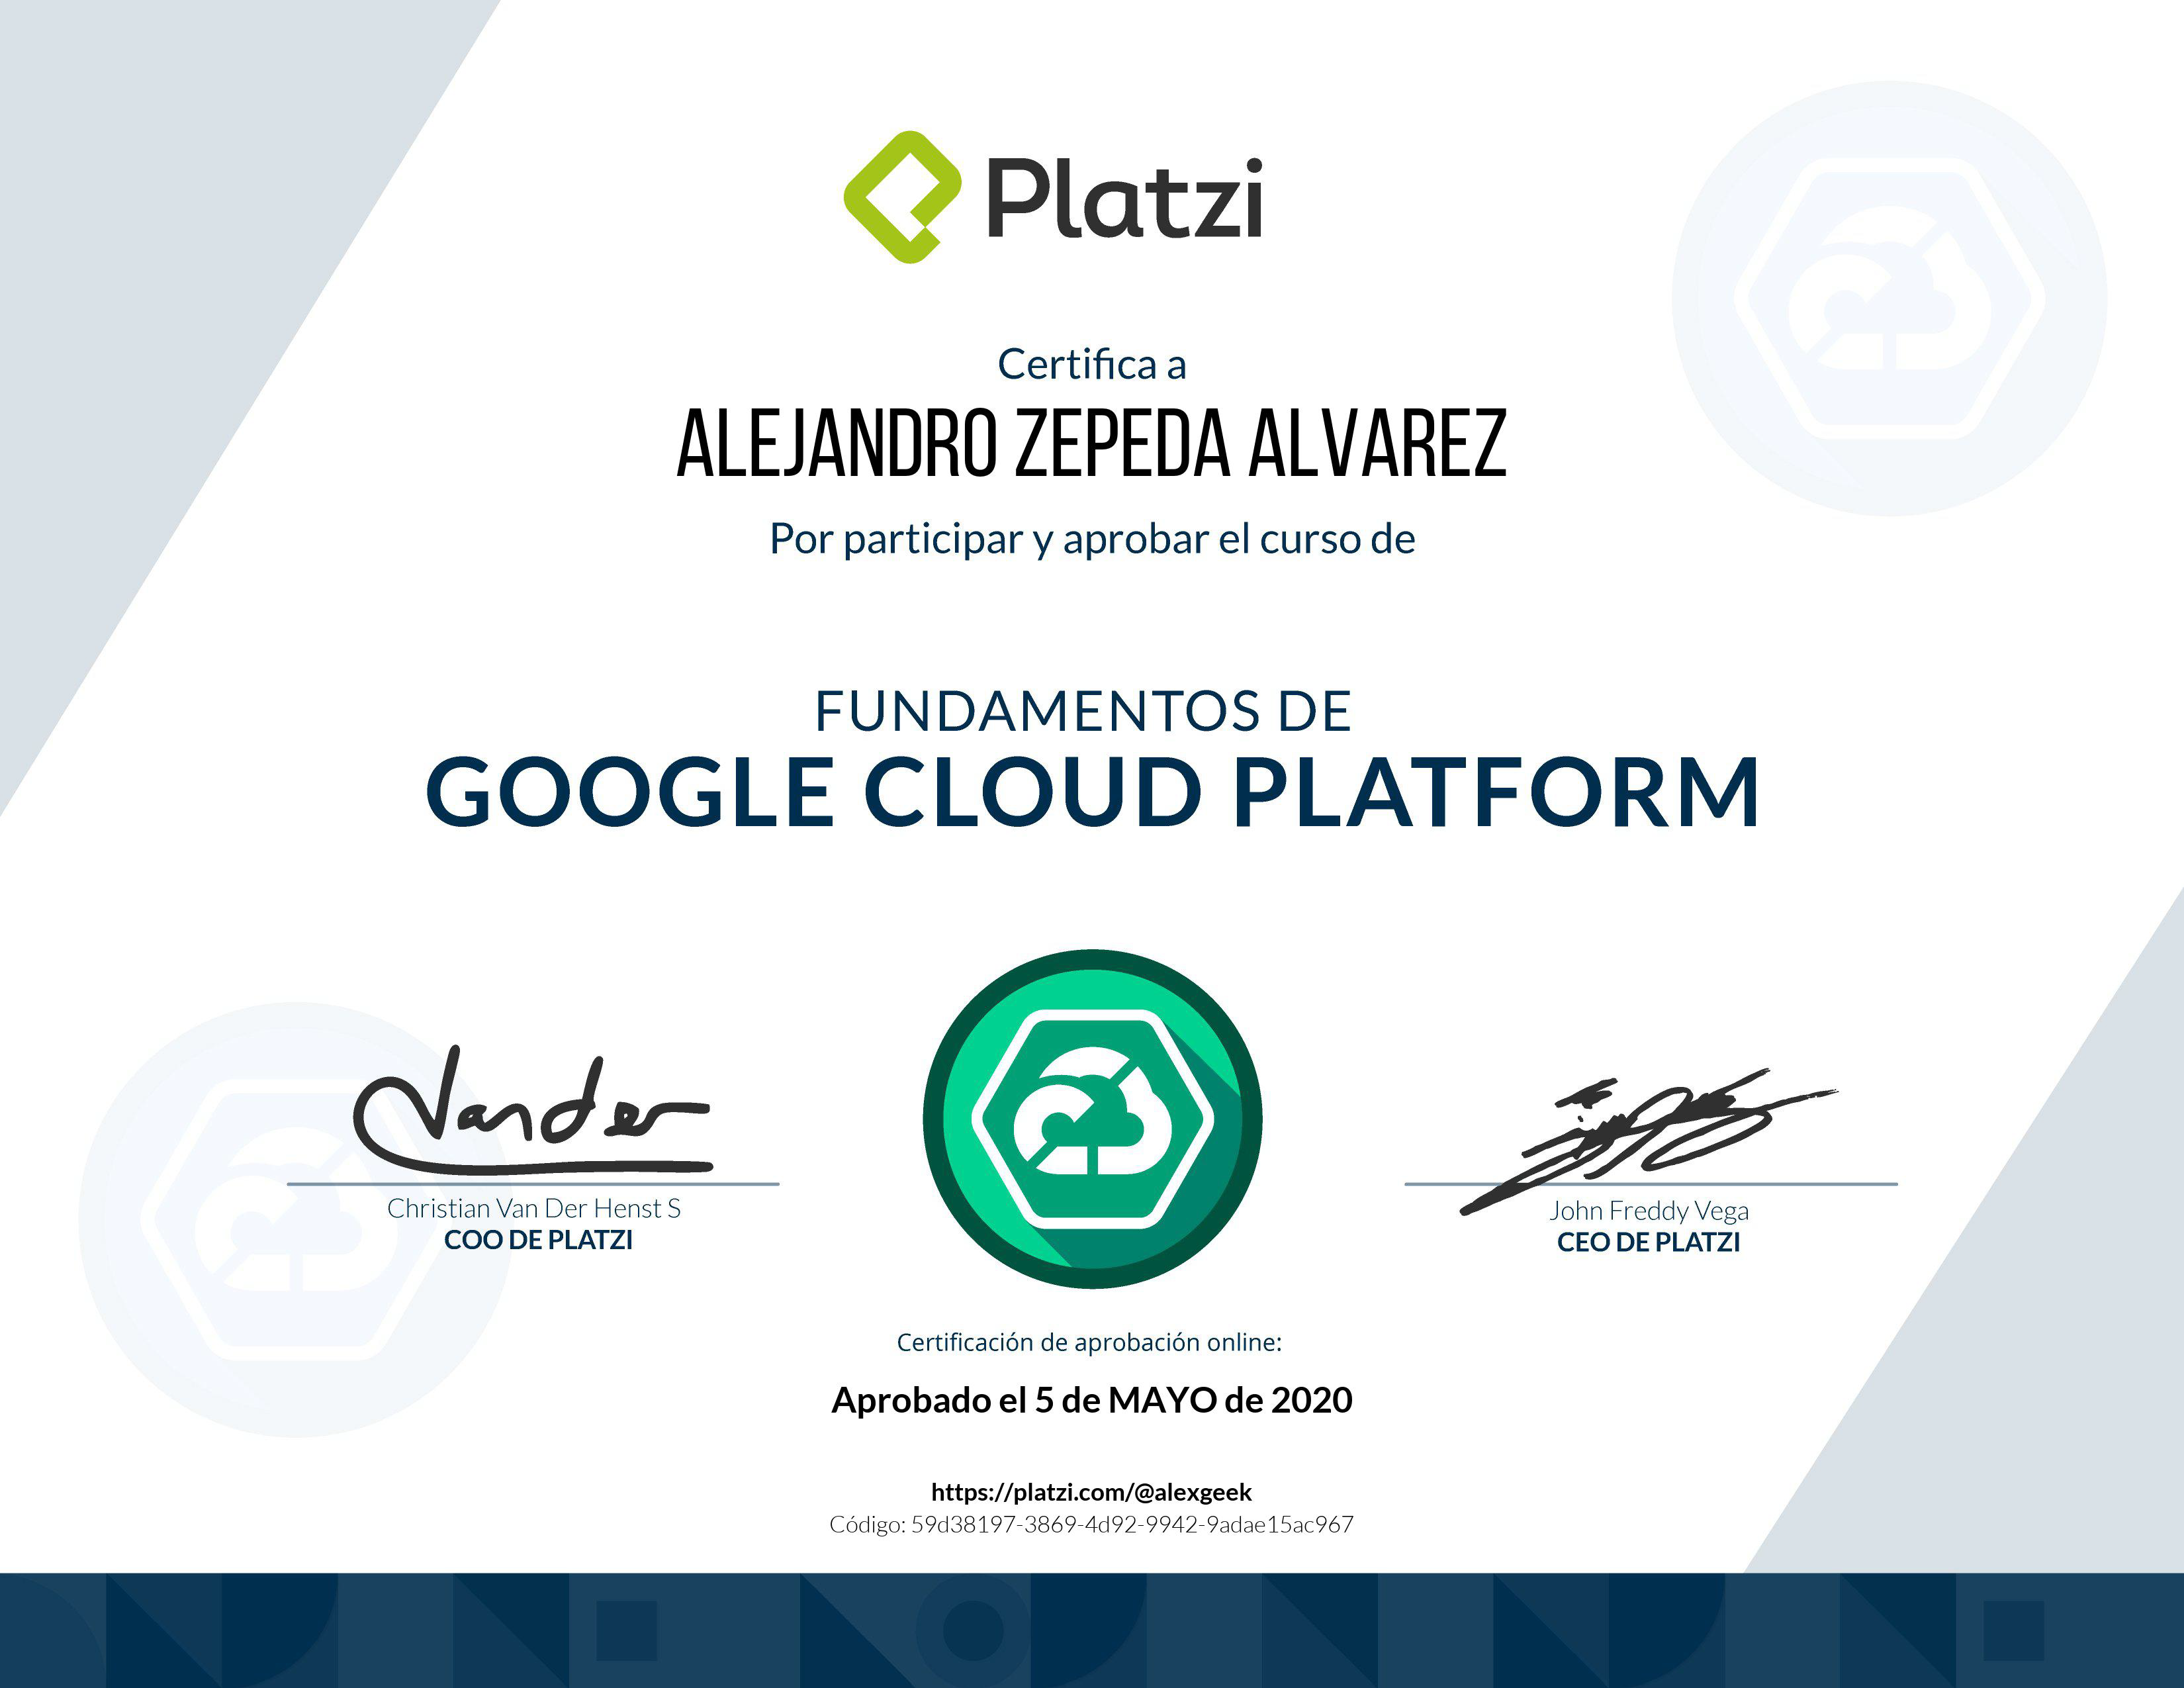 Platzi
Certifica a
ALEJANDRO ZEPEDA ALVAREZ
Por participar y aprobar el curso de
FUNDAMENTOS DE
GOOGLE CLOUD PLATFORM
Vander
Christian Van Der Henst S
COO DE PLATZI
John Freddy Vega
CEO DE PLATZI
Certificación de aprobación online:
Aprobado el 5 de MAYO de 2020
https://platzi.com/@alexgeek
Código: 59d38197-3869-4d92-9942-9adae15ac967